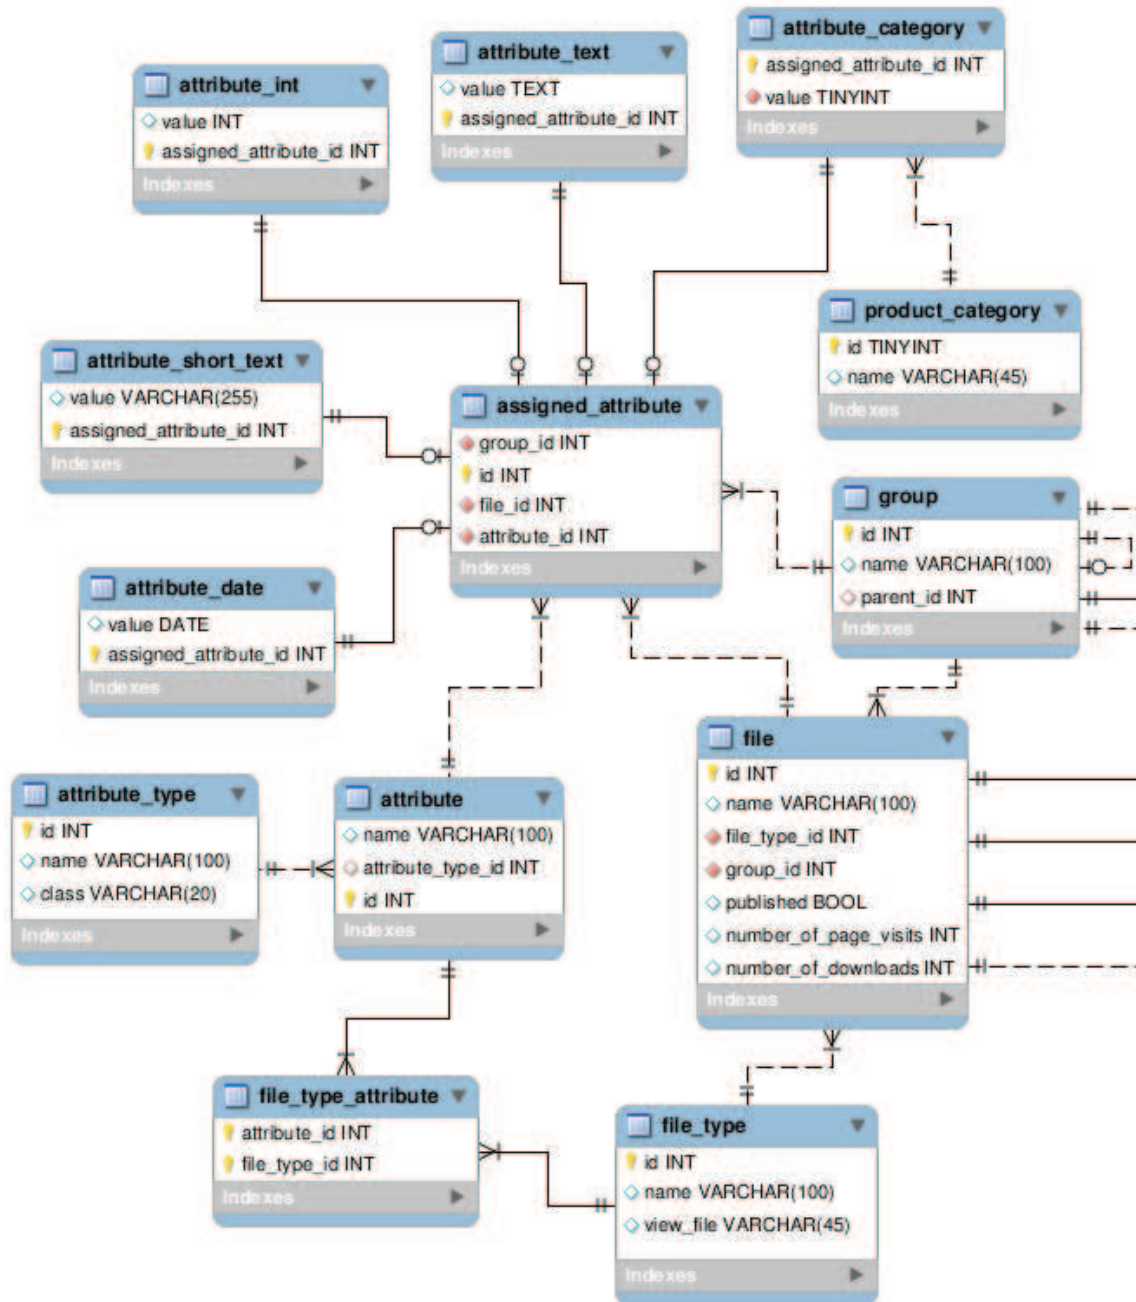 attribute_int
value INT
assigned_attribute_id INT
Indexes
attribute_text
value TEXT
assigned_attribute_id INT
Indexes
attribute_category
assigned_attribute_id INT
value TINYINT
Indexes
product_category
id TINYINT
name VARCHAR(45)
Indexes
attribute_short_text
value VARCHAR(255)
assigned_attribute_id INT
Indexes
assigned_attribute
group_id INT
id INT
file_id INT
attribute_id INT
Indexes
group
id INT
name VARCHAR(100)
parent_id INT
Indexes
attribute_date
value DATE
assigned_attribute_id INT
Indexes
file
id INT
name VARCHAR(100)
file_type_id INT
group_id INT
published BOOL
number_of_page_visits INT
number_of_downloads INT
Indexes
attribute_type
id INT
name VARCHAR(100)
class VARCHAR(20)
Indexes
attribute
name VARCHAR(100)
attribute_type_id INT
id INT
Indexes
file_type_attribute
attribute_id INT
file_type_id INT
Indexes
file_type
id INT
name VARCHAR(100)
view_file VARCHAR(45)
Indexes